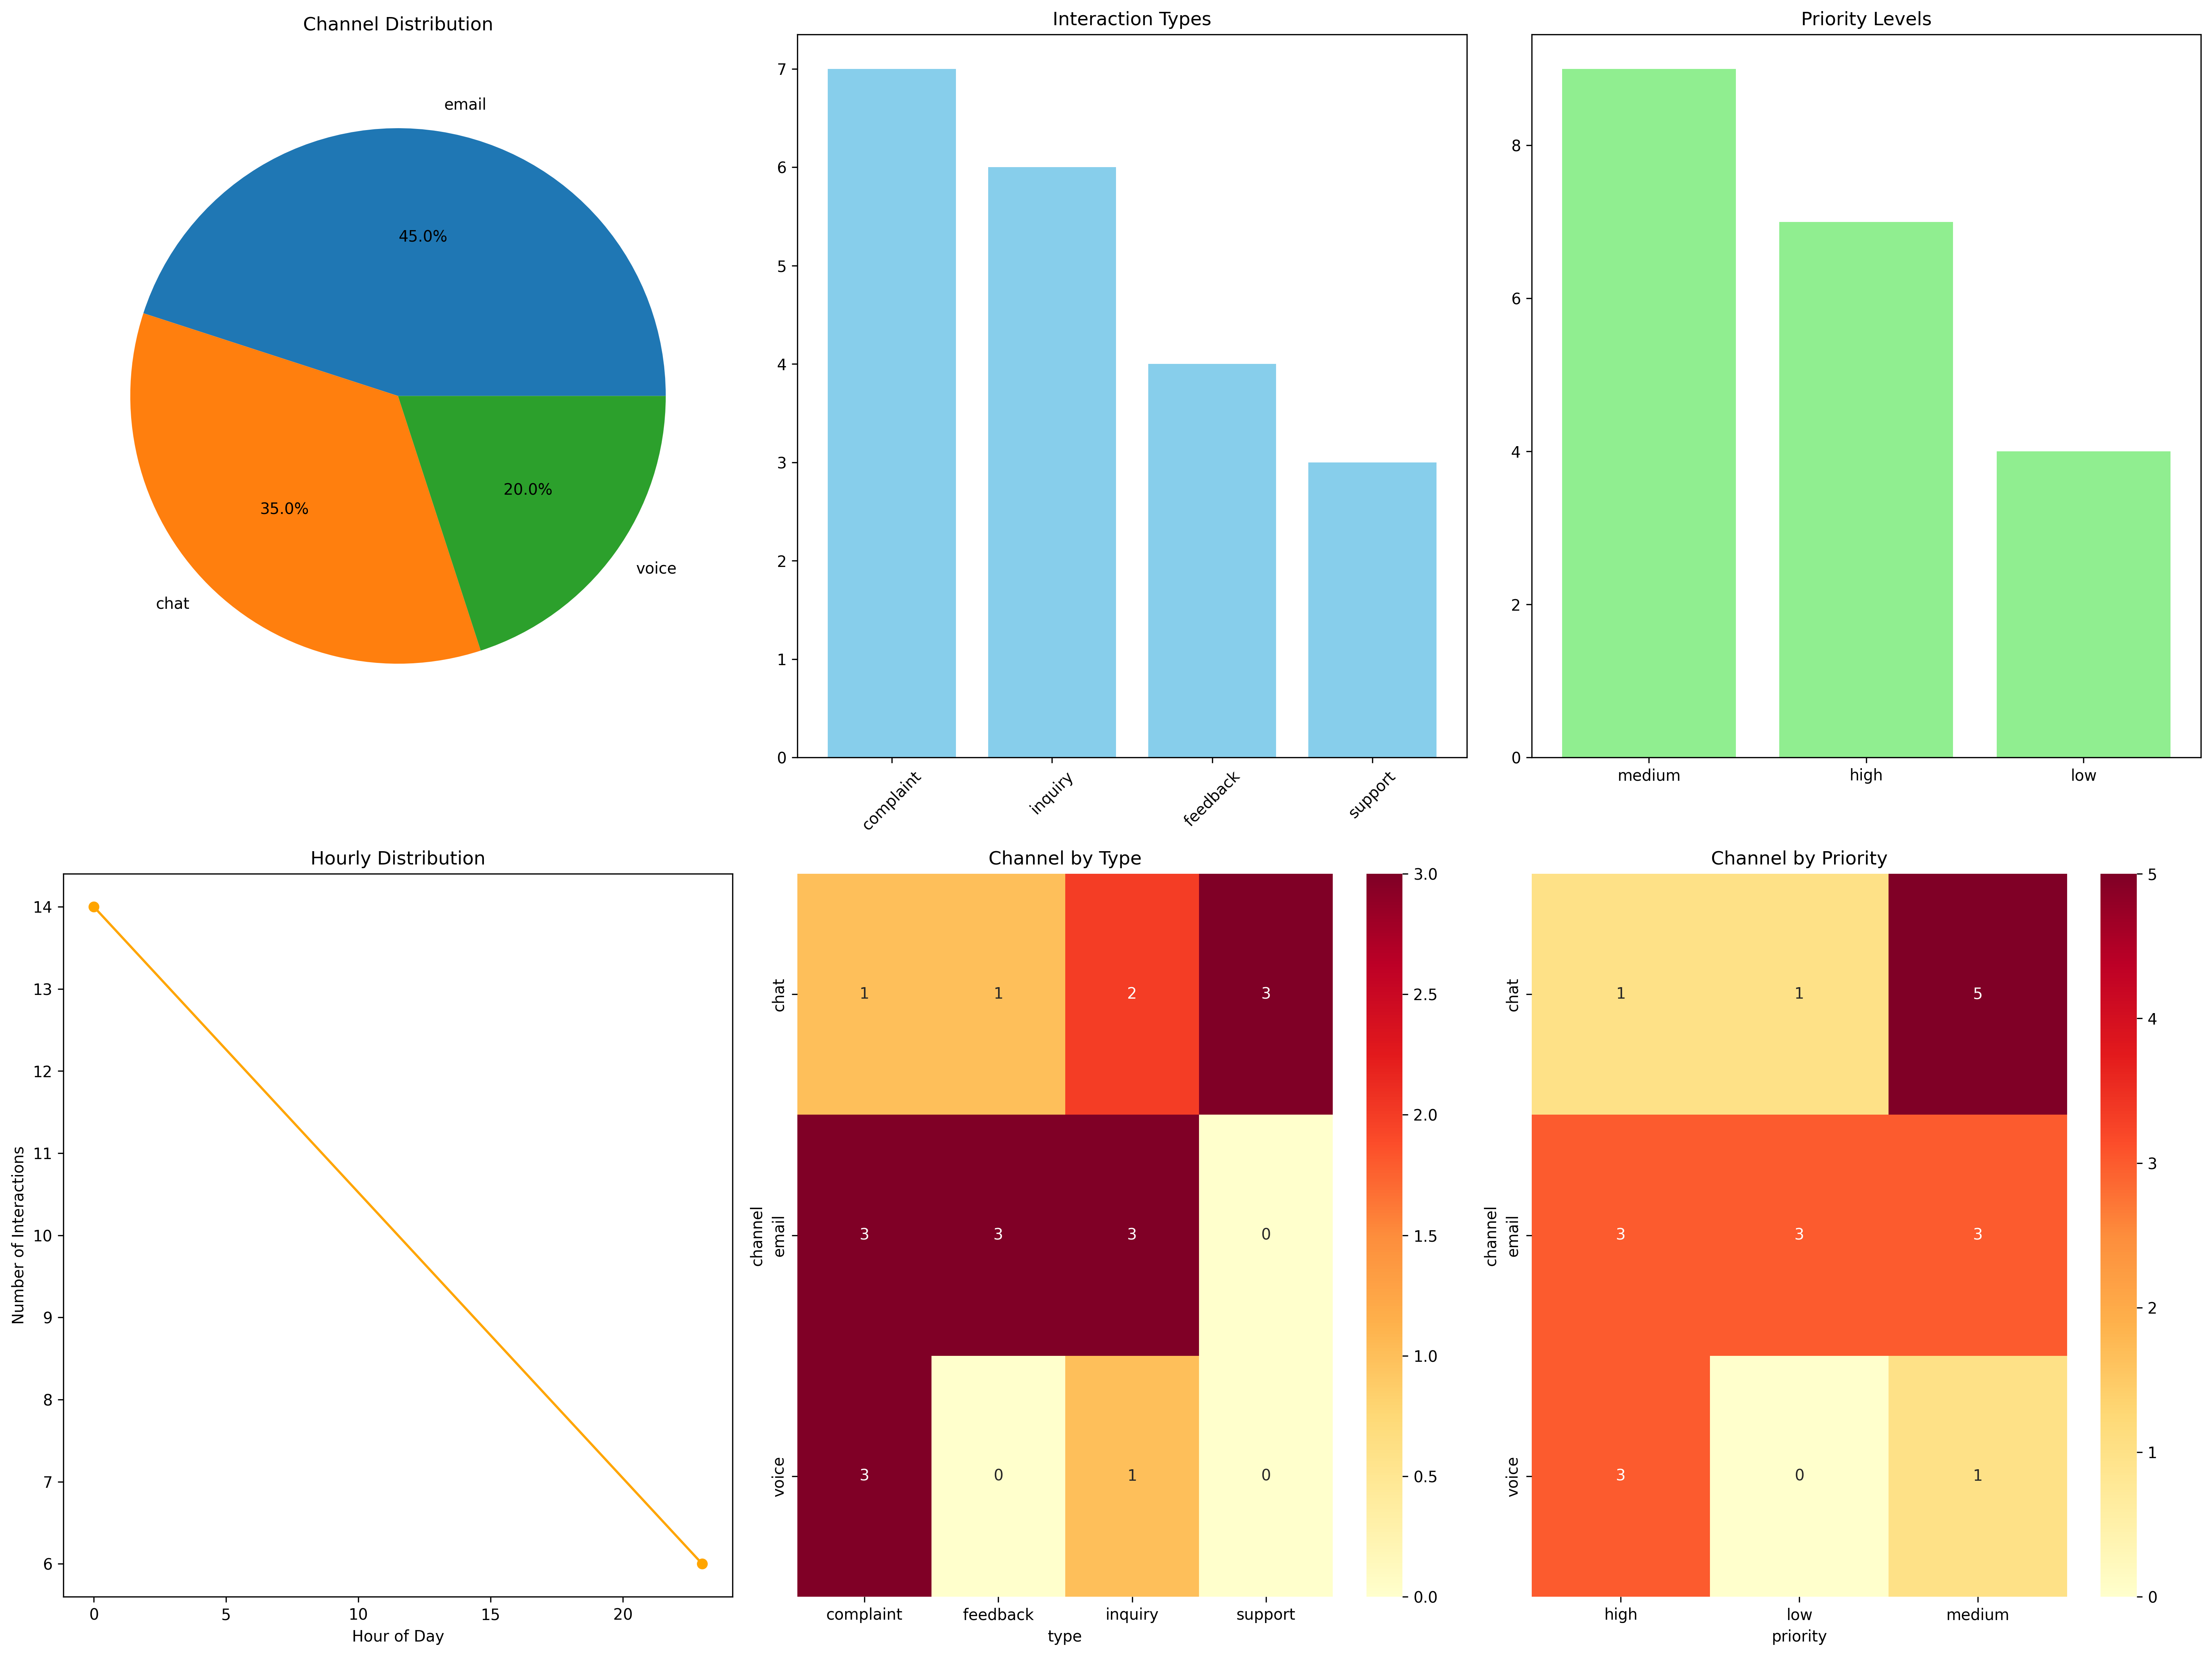 Channel Distribution
email
45.0%
35.0%
20.0%
chat
voice
Interaction Types
7
6
5
4
3
2
1
0
complaint
inquiry
feedback
support
Priority Levels
8
6
4
2
0
medium
high
low
Hourly Distribution
Number of Interactions
14
13
12
11
10
9
8
7
6
0
5
10
15
20
Hour of Day
Channel by Type
channel
chat
email
voice
1 1 2 3
3 3 3 0
3 0 1 0
complaint
feedback
inquiry
support
type
3.0
2.5
2.0
1.5
1.0
0.5
0.0
Channel by Priority
channel
chat
email
voice
1 1 5
3 3 3
3 0 1
high
low
medium
priority
5
4
3
2
1
0